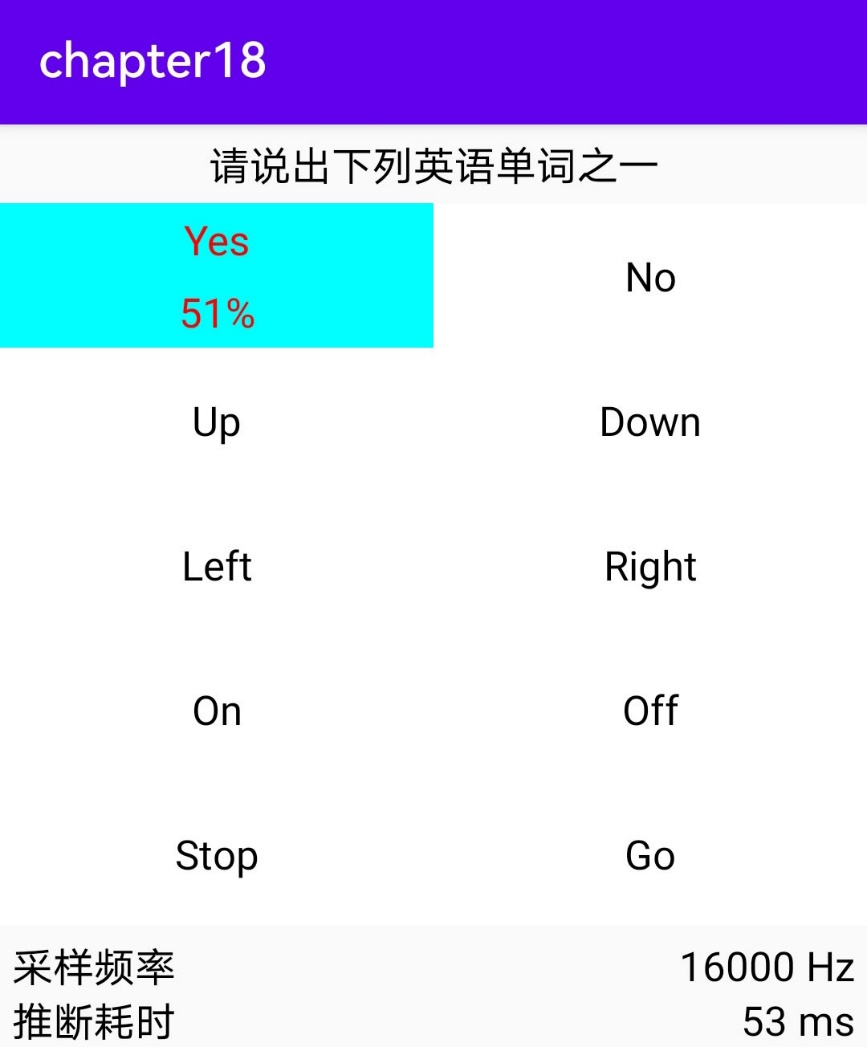 chapter18
请说出下列英语单词之一
Yes
51%
No
Up
Down
Left
Right
On
Off
Stop
Go
采样频率
16000 Hz
推断耗时
53 ms